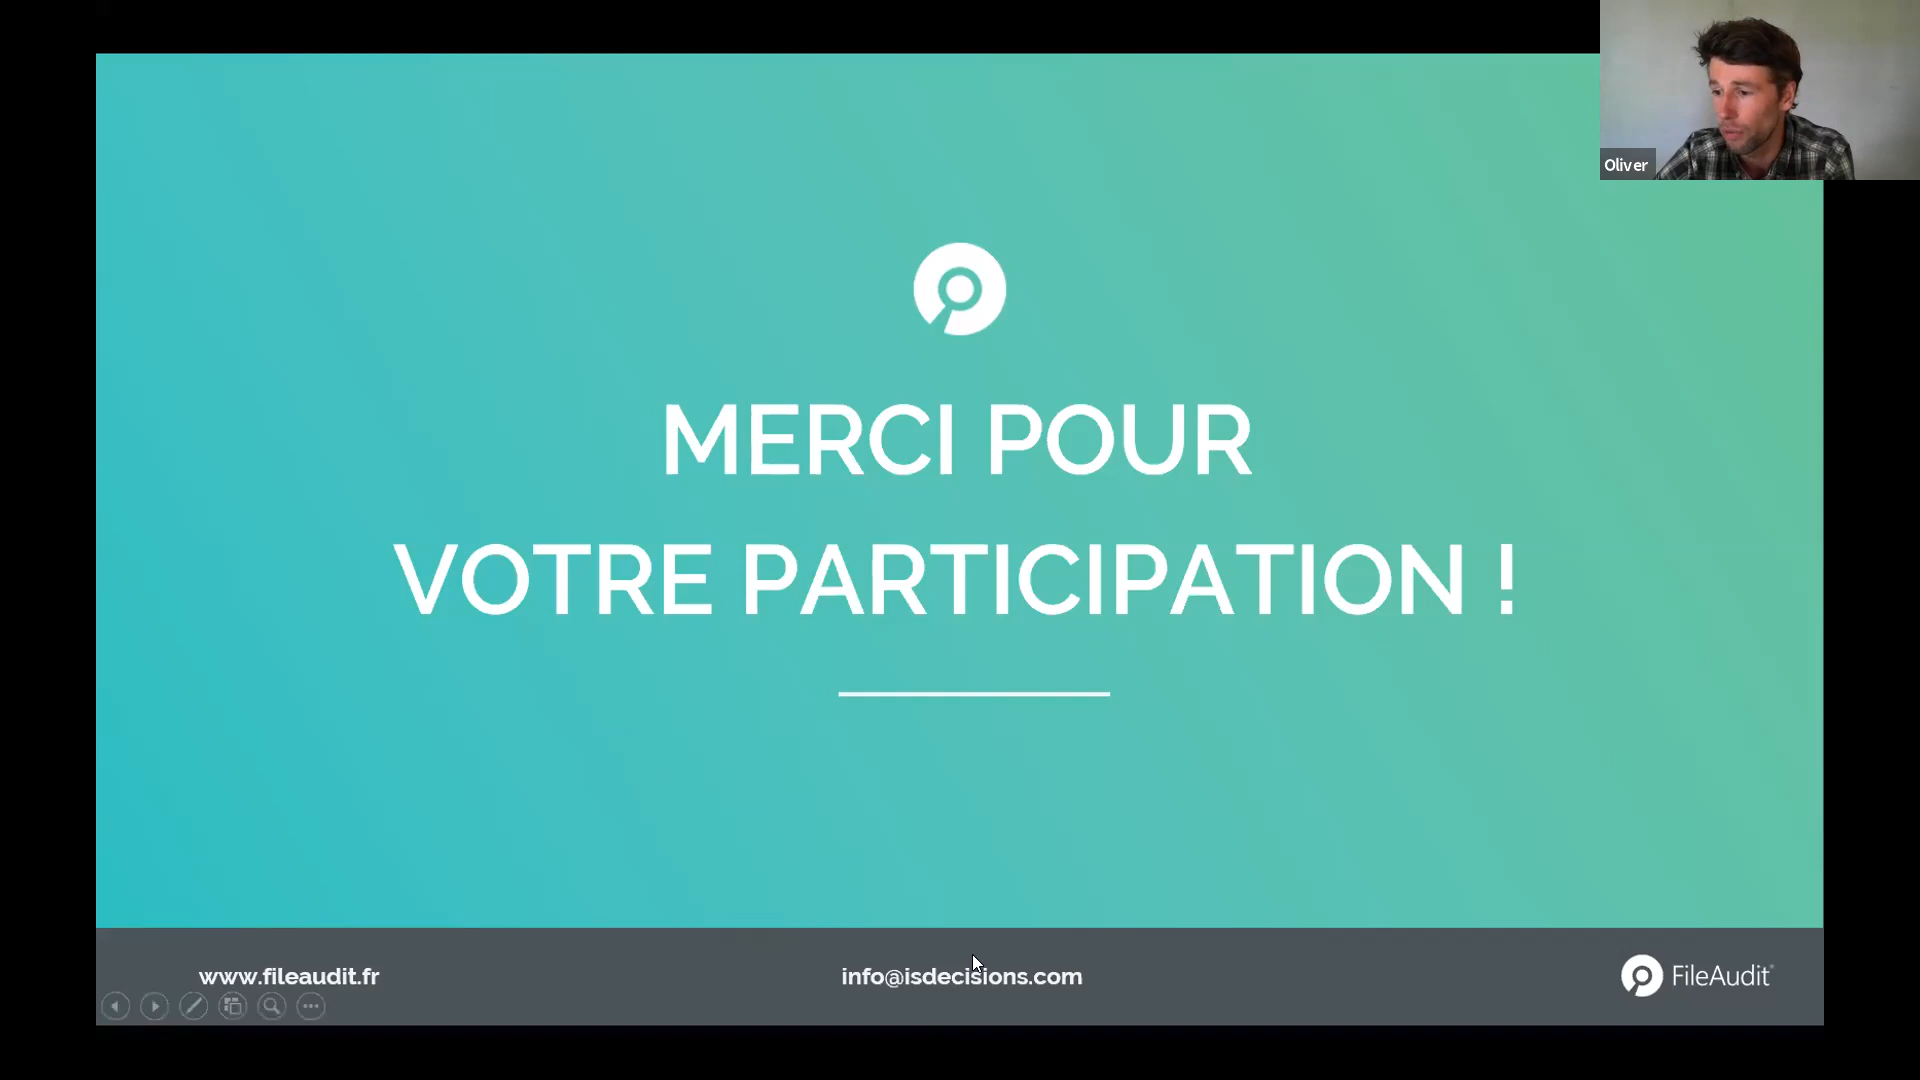 Oliver
MERCI POUR
VOTRE PARTICIPATION !
www.fileaudit.fr
info@isdecisions.com
FileAudit®